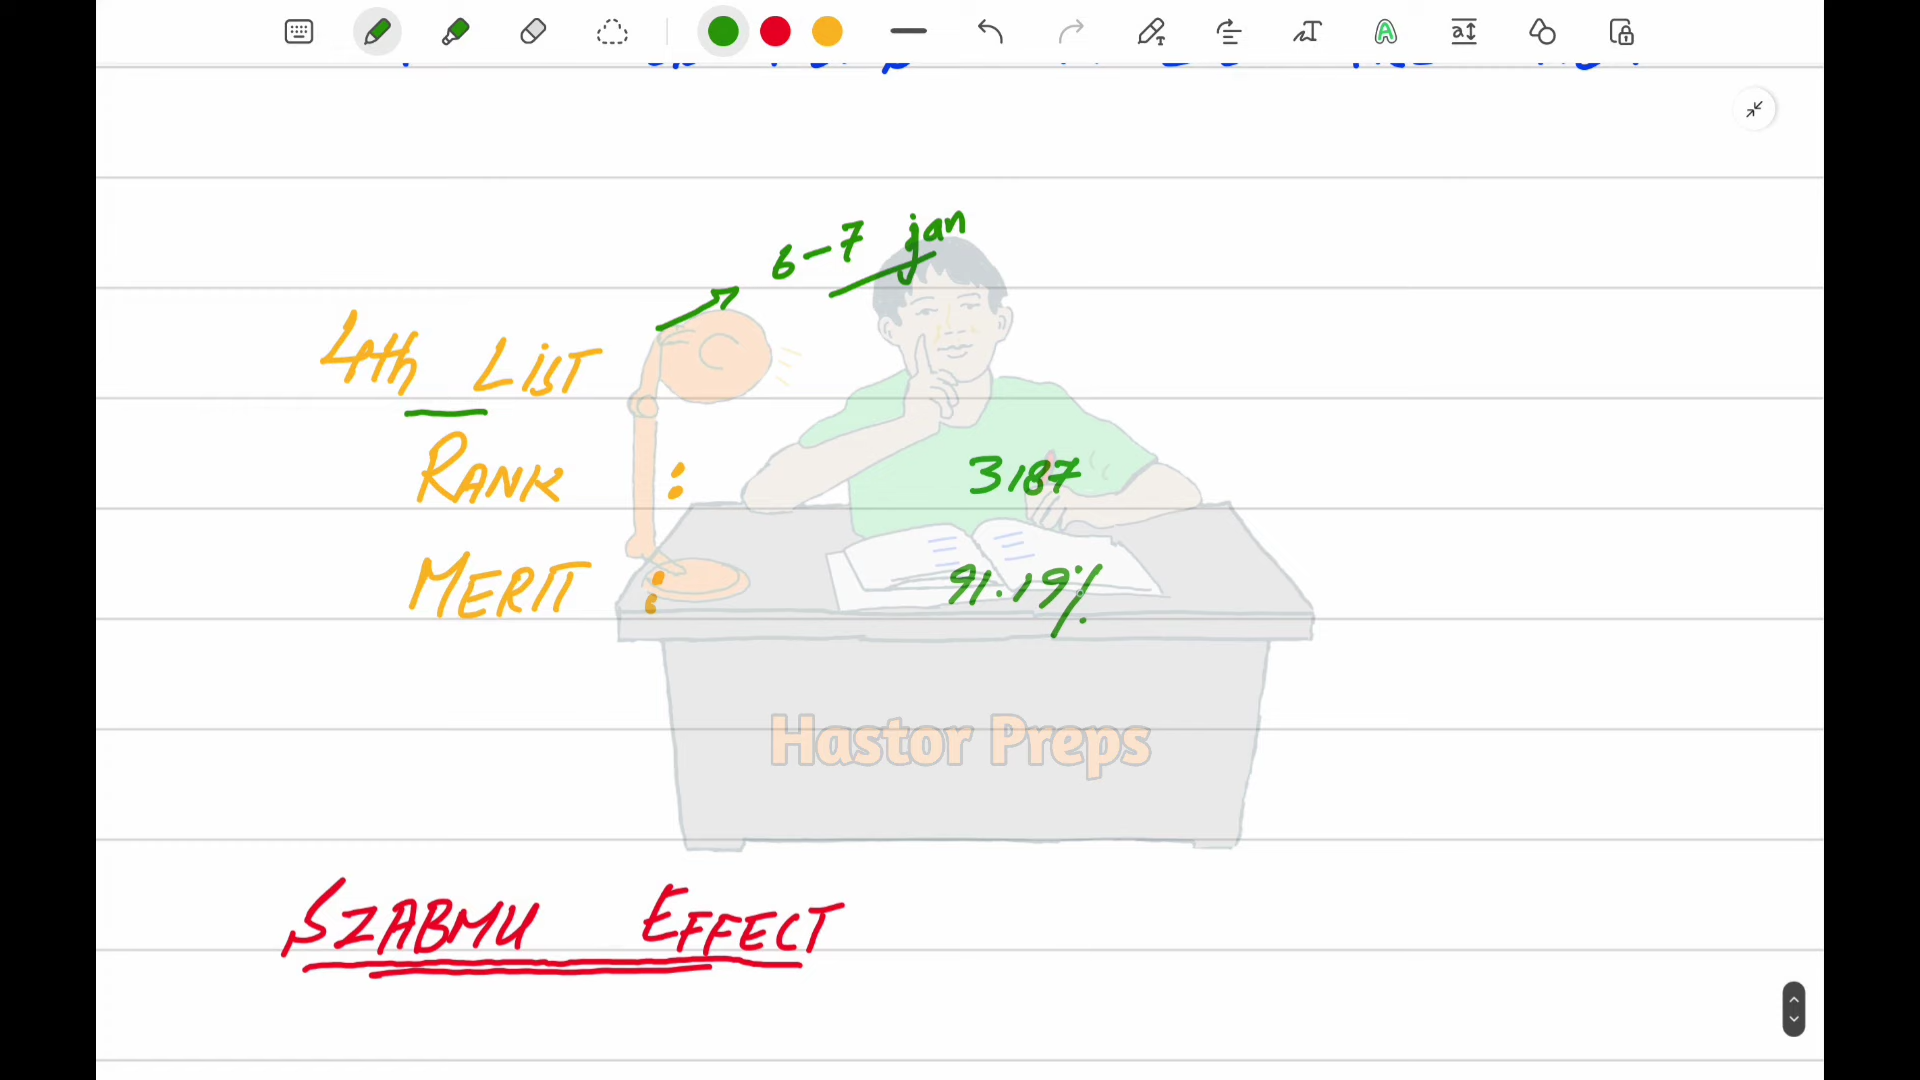 6-7 jan
4th List
RANK : 3187
MERIT : 91.19%
Hastor Preps
SZABMU EFFECT